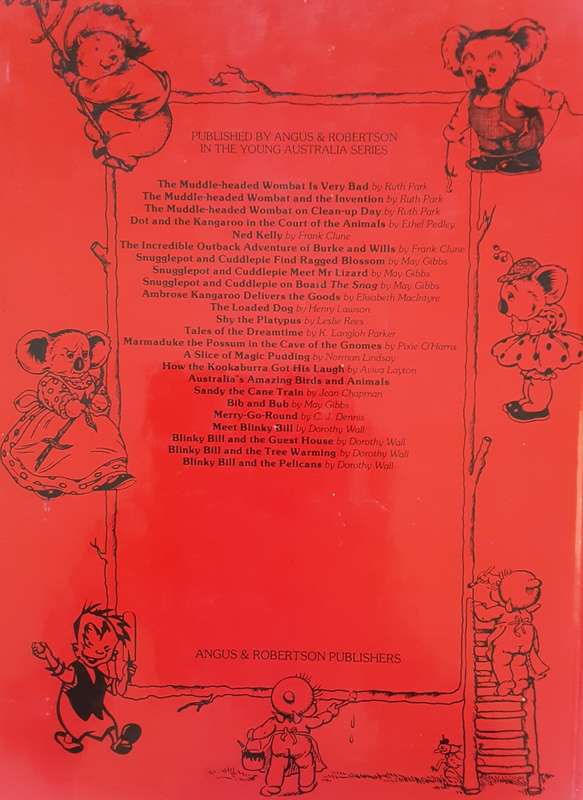 PUBLISHED BY ANGUS & ROBERTSON
IN THE YOUNG AUSTRALIA SERIES
The Muddle-headed Wombat Is Very Bad by Ruth Park
The Muddle-headed Wombat and the Invention by Ruth Park
The Muddle-headed Wombat on Clean-up Day by Ruth Park
Dot and the Kangaroo in the Court of the Animals by Ethel Pedley
Ned Kelly by Frank Clune
The Incredible Outback Adventure of Burke and Wills by Frank Clune
Snugglepot and Cuddlepie Find Ragged Blossom by May Gibbs
Snugglepot and Cuddlepie Meet Mr Lizard by May Gibbs
Snugglepot and Cuddlepie on Board The Snag by May Gibbs
Ambrose Kangaroo Delivers the Goods by Elisabeth MacIntyre
The Loaded Dog by Henry Lawson
Shy the Platypus by Leslie Rees
Tales of the Dreamtime by K. Langloh Parker
Marmaduke the Possum in the Cave of the Gnomes by Pixie O'Harris
A Slice of Magic Pudding by Norman Lindsay
How the Kookaburra Got His Laugh by Aviva Layton
Australia's Amazing Birds and Animals
Sandy the Cane Train by Jean Chapman
Bib and Bub by May Gibbs
Merry-Go-Round by C. J. Dennis
Meet Blinky Bill by Dorothy Wall
Blinky Bill and the Guest House by Dorothy Wall
Blinky Bill and the Tree Warming by Dorothy Wall
Blinky Bill and the Pelicans by Dorothy Wall
ANGUS & ROBERTSON PUBLISHERS